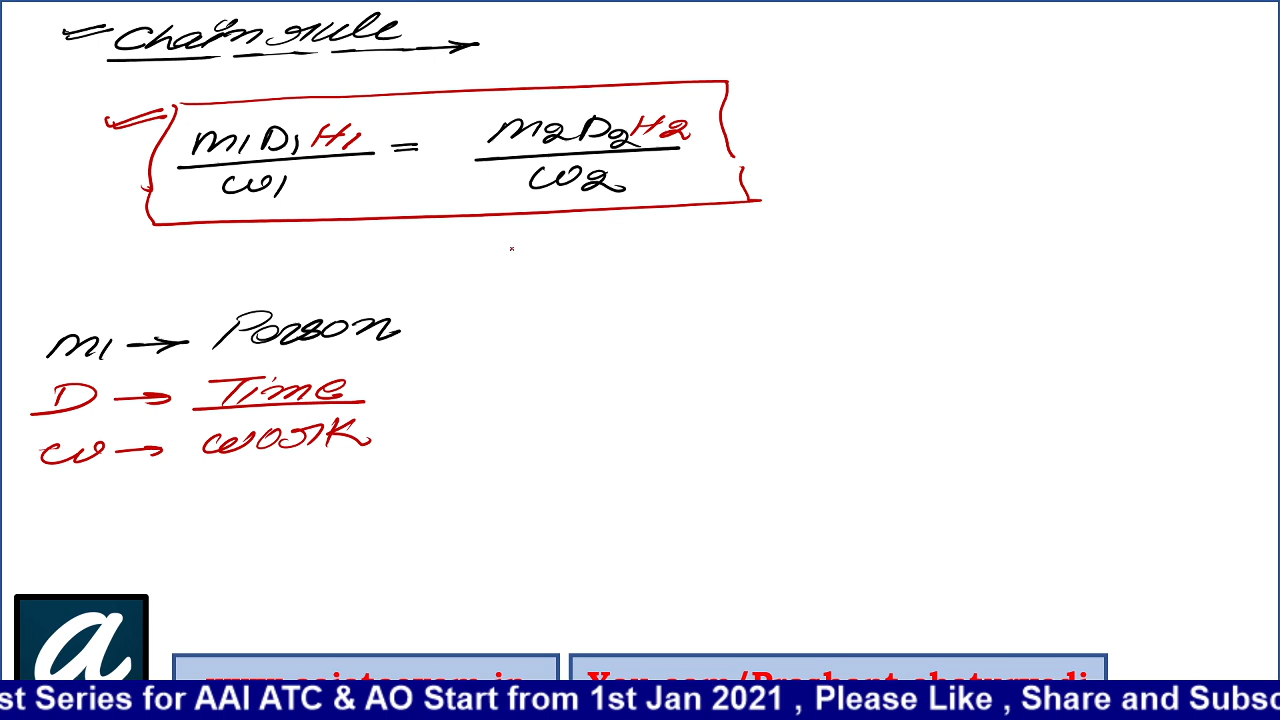 Chain rule
M1D1H1 = M2D2H2
W1 W2
M1 → Person
D → Time
W → Work
a
st Series for AAI ATC & AO Start from 1st Jan 2021 , Please Like , Share and Subsc